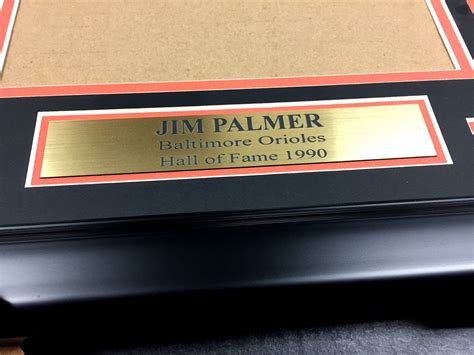 JIM PALMER
Baltimore Orioles
Hall of Fame 1990